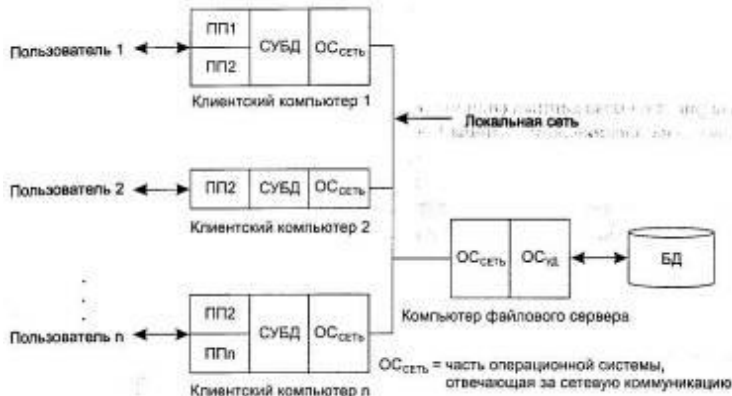 Пользователь 1
ПП1
ПП2
СУБД
ОСсеть
Клиентский компьютер 1
Локальная сеть
Пользователь 2
ПП2
СУБД
ОСсеть
Клиентский компьютер 2
ОСсеть
ОСуд
БД
Компьютер файлового сервера
Пользователь n
ПП2
ППn
СУБД
ОСсеть
Клиентский компьютер n
ОСсеть = часть операционной системы,
отвечающая за сетевую коммуникацию